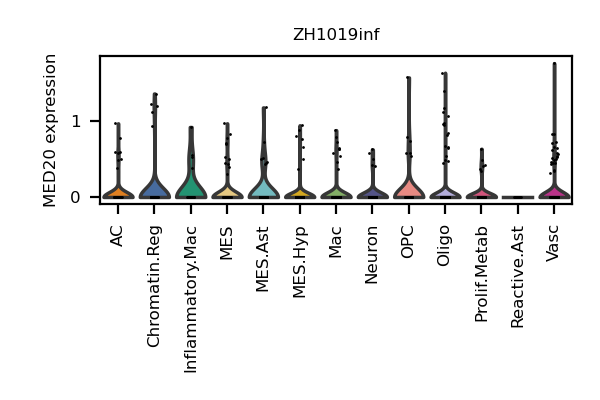 ZH1019inf
MED20 expression
1
0
AC
Chromatin.Reg
Inflammatory.Mac
MES
MES.Ast
MES.Hyp
Mac
Neuron
OPC
Oligo
Prolif.Metab
Reactive.Ast
Vasc